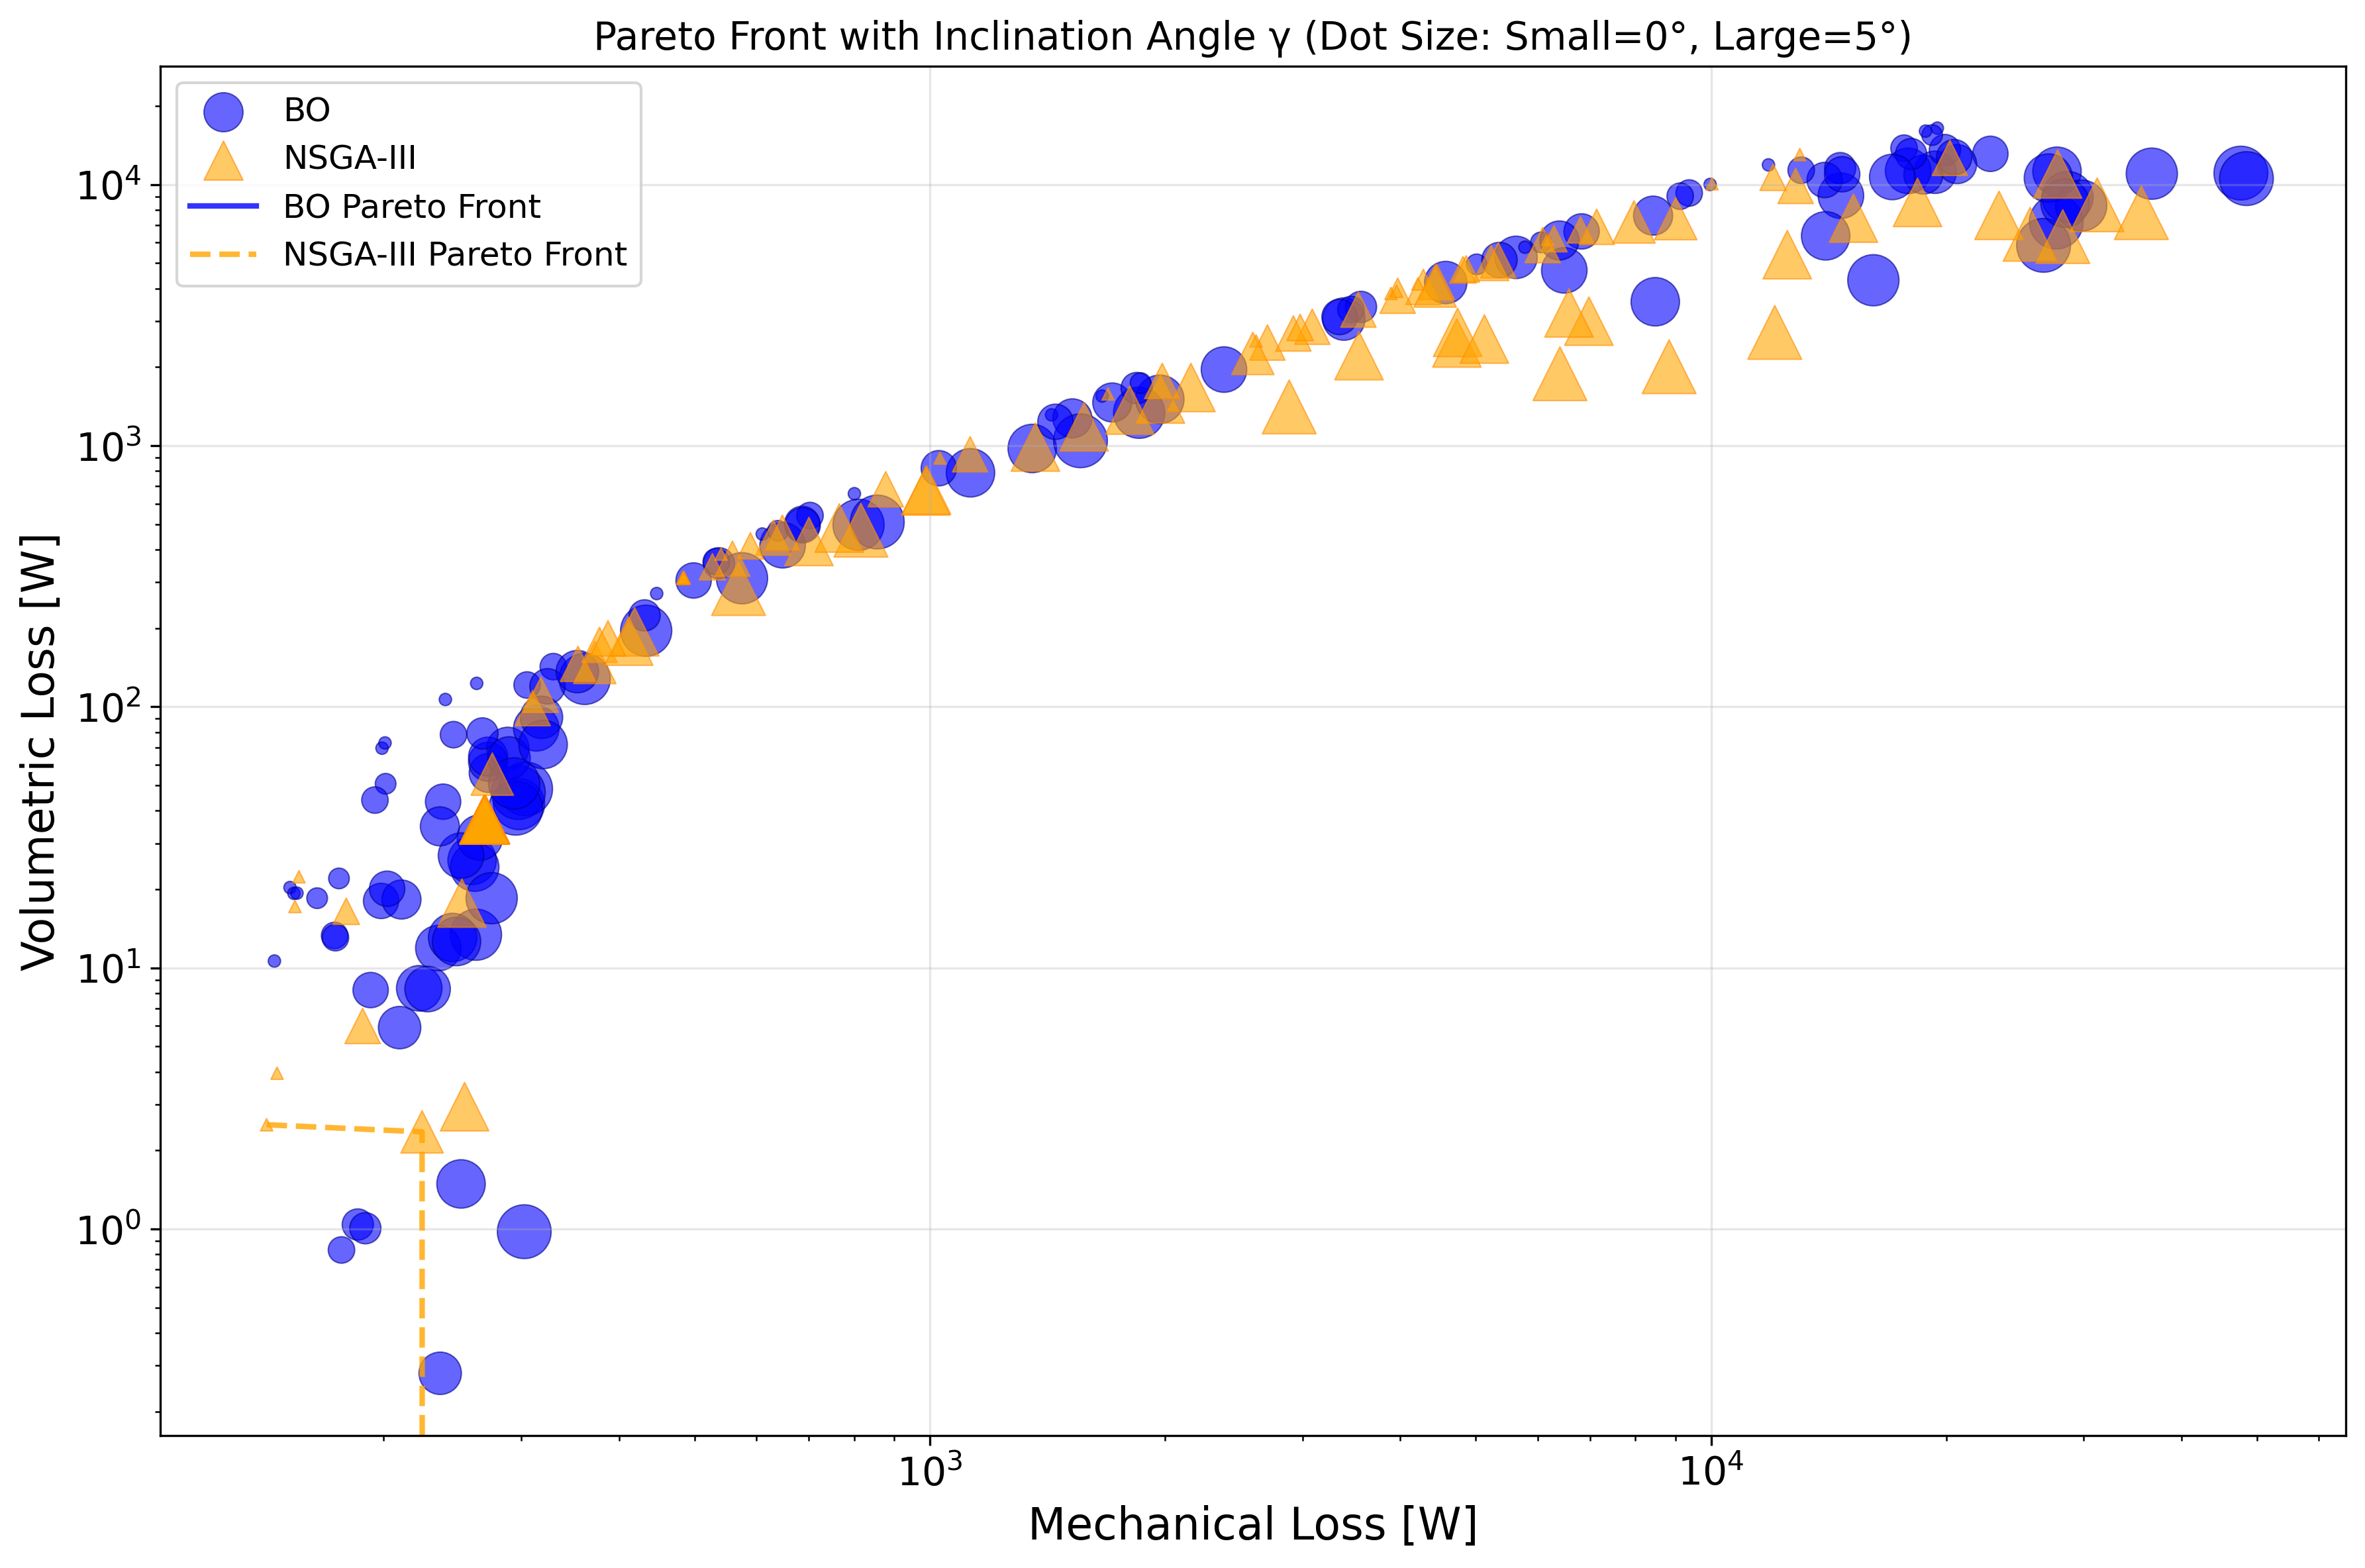 Pareto Front with Inclination Angle γ (Dot Size: Small=0°, Large=5°)
BO
NSGA-III
BO Pareto Front
NSGA-III Pareto Front
Volumetric Loss [W]
10⁴
10³
10²
10¹
10⁰
10³
10⁴
Mechanical Loss [W]